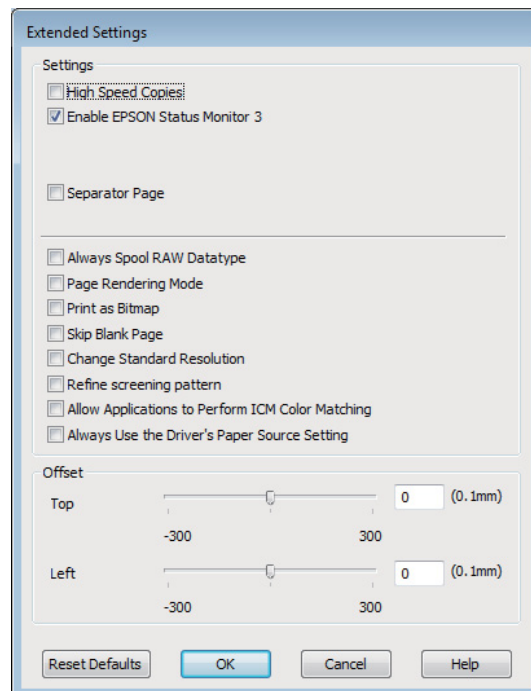 Extended Settings
Settings
High Speed Copies
Enable EPSON Status Monitor 3
Separator Page
Always Spool RAW Datatype
Page Rendering Mode
Print as Bitmap
Skip Blank Page
Change Standard Resolution
Refine screening pattern
Allow Applications to Perform ICM Color Matching
Always Use the Driver's Paper Source Setting
Offset
Top 0 (0.1mm)
-300 300
Left 0 (0.1mm)
-300 300
Reset Defaults OK Cancel Help